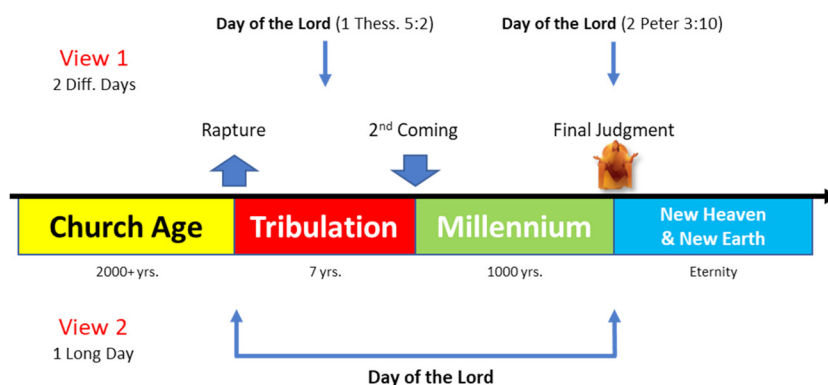 Day of the Lord (1 Thess. 5:2)
Day of the Lord (2 Peter 3:10)
View 1
2 Diff. Days
Rapture
2nd Coming
Final Judgment
Church Age
Tribulation
Millennium
New Heaven
& New Earth
2000+ yrs.
7 yrs.
1000 yrs.
Eternity
View 2
1 Long Day
Day of the Lord